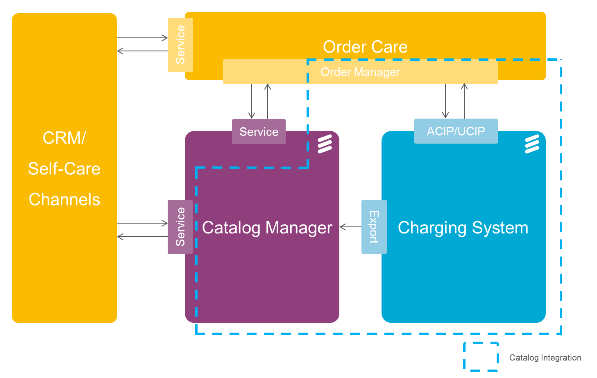 Service
Order Care
Order Manager
Service
ACIP/UCIP
CRM/
Self-Care
Channels
Service
Catalog Manager
Export
Charging System
Catalog Integration